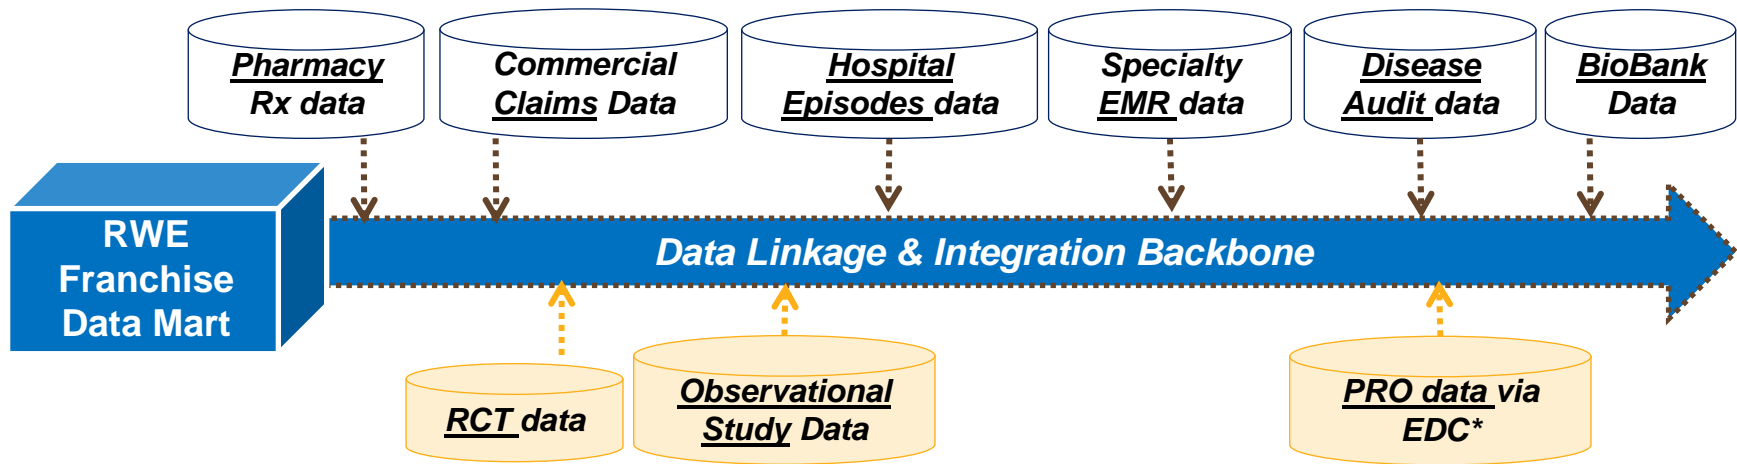 Pharmacy
Rx data
Commercial
Claims Data
Hospital
Episodes data
Specialty
EMR data
Disease
Audit data
BioBank
Data
RWE
Franchise
Data Mart
Data Linkage & Integration Backbone
RCT data
Observational
Study Data
PRO data via
EDC*